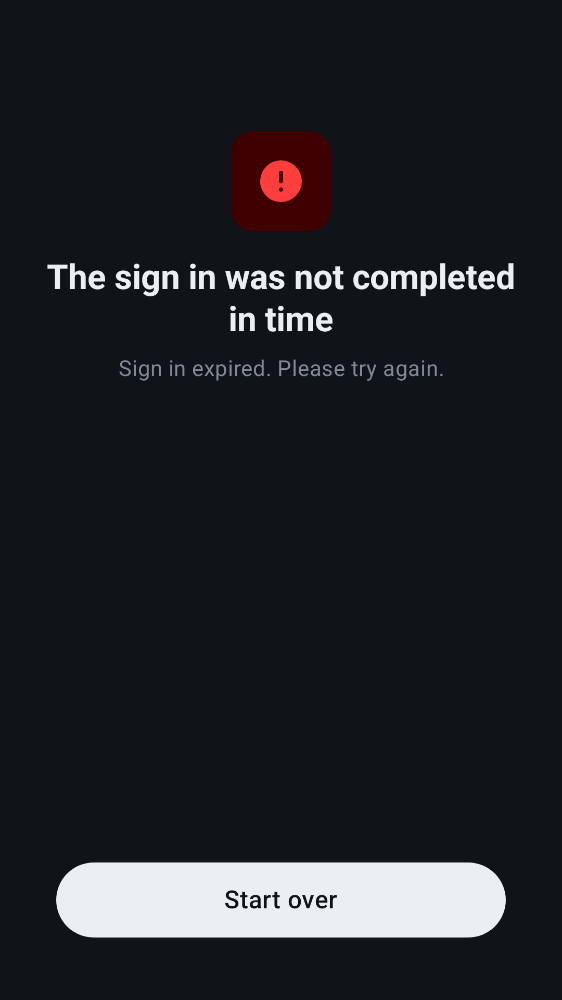 The sign in was not completed
in time
Sign in expired. Please try again.
Start over